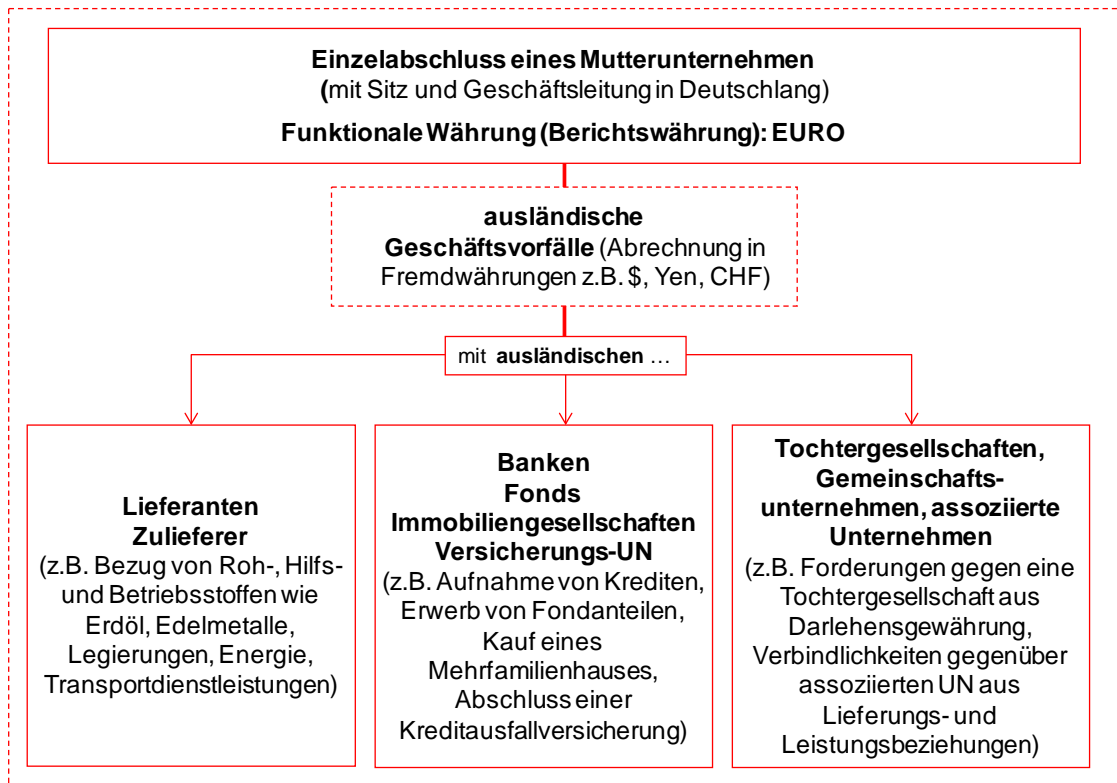 Einzelabschluss eines Mutterunternehmen
(mit Sitz und Geschäftsleitung in Deutschlang)
Funktionale Währung (Berichtswährung): EURO
ausländische
Geschäftsvorfälle (Abrechnung in
Fremdwährungen z.B. $, Yen, CHF)
mit ausländischen …
Lieferanten
Zulieferer
(z.B. Bezug von Roh-, Hilfs-
und Betriebsstoffen wie
Erdöl, Edelmetalle,
Legierungen, Energie,
Transportdienstleistungen)
Banken
Fonds
Immobiliengesellschaften
Versicherungs-UN
(z.B. Aufnahme von Krediten,
Erwerb von Fondanteilen,
Kauf eines
Mehrfamilienhauses,
Abschluss einer
Kreditausfallversicherung)
Tochtergesellschaften,
Gemeinschafts-
unternehmen, assoziierte
Unternehmen
(z.B. Forderungen gegen eine
Tochtergesellschaft aus
Darlehensgewährung,
Verbindlichkeiten gegenüber
assoziierten UN aus
Lieferungs- und
Leistungsbeziehungen)